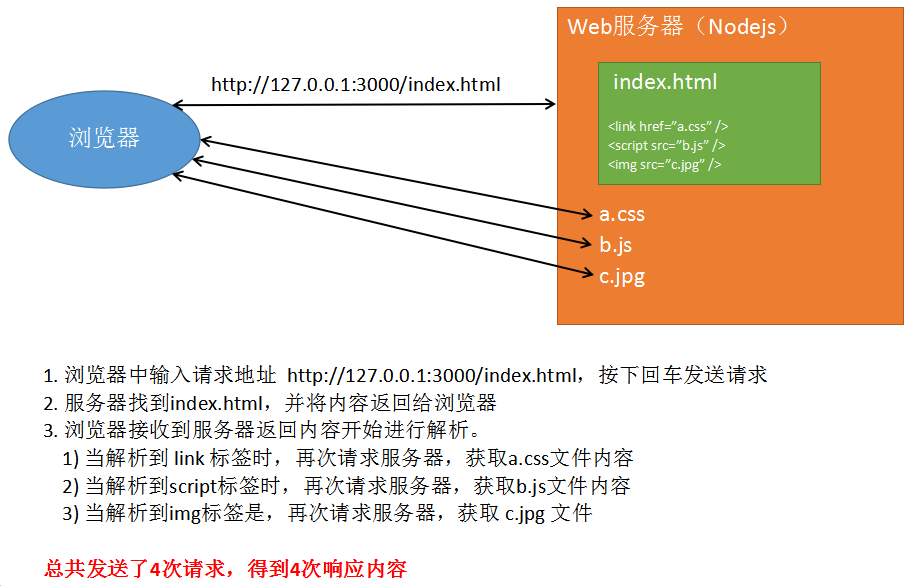 Web服务器（Nodejs）
http://127.0.0.1:3000/index.html
index.html
浏览器
<link href="a.css" />
<script src="b.js" />
<img src="c.jpg" />
a.css
b.js
c.jpg
1. 浏览器中输入请求地址 http://127.0.0.1:3000/index.html，按下回车发送请求
2. 服务器找到index.html，并将内容返回给浏览器
3. 浏览器接收到服务器返回内容开始进行解析。
1) 当解析到 link 标签时，再次请求服务器，获取a.css文件内容
2) 当解析到script标签时，再次请求服务器，获取b.js文件内容
3) 当解析到img标签是，再次请求服务器，获取 c.jpg 文件
总共发送了4次请求，得到4次响应内容